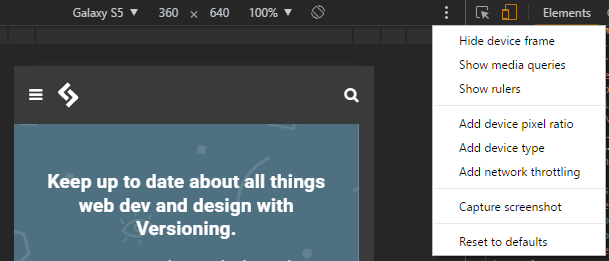 Galaxy S5 ▼ 360 × 640 100% ▼ Elements
Hide device frame
Show media queries
Show rulers
Add device pixel ratio
Add device type
Add network throttling
Capture screenshot
Reset to defaults
Keep up to date about all things
web dev and design with
Versioning.